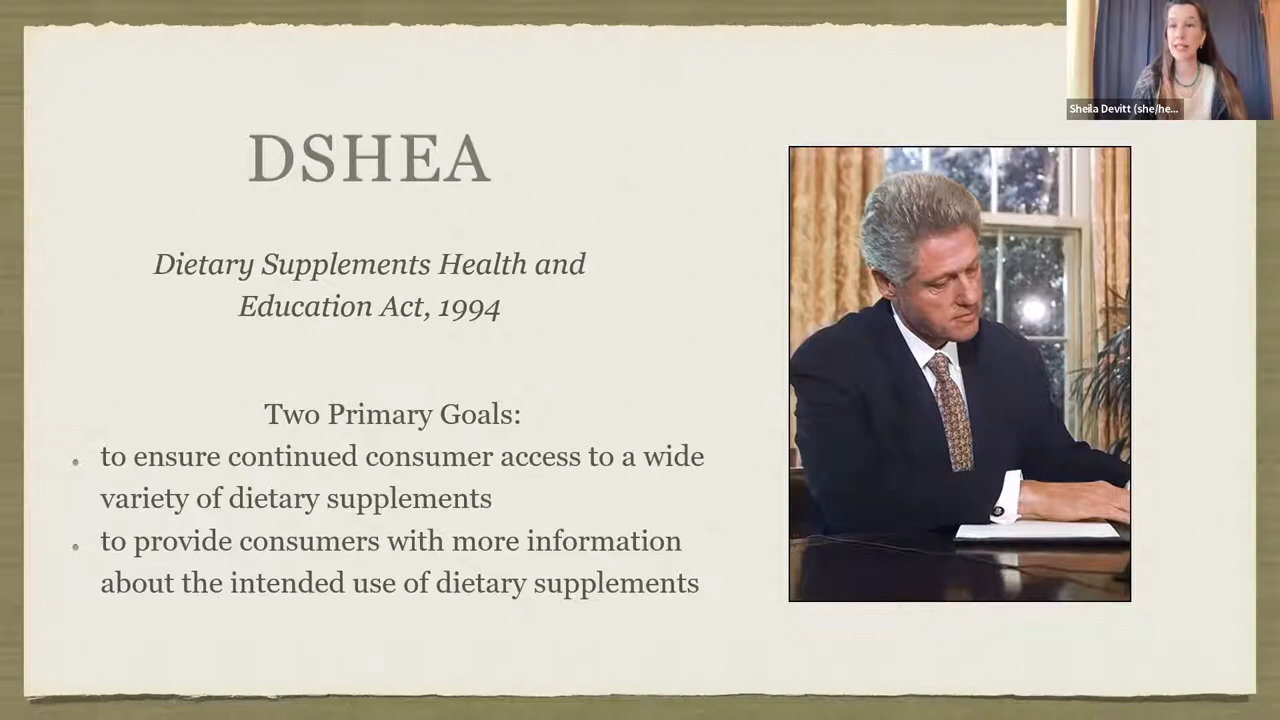 DSHEA
Dietary Supplements Health and
Education Act, 1994
Two Primary Goals:
• to ensure continued consumer access to a wide
variety of dietary supplements
• to provide consumers with more information
about the intended use of dietary supplements
Sheila Devitt (she/he...